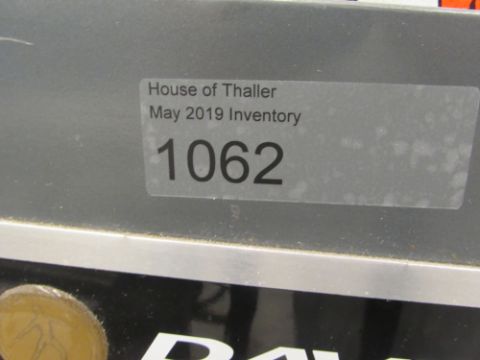 House of Thaller
May 2019 Inventory
1062